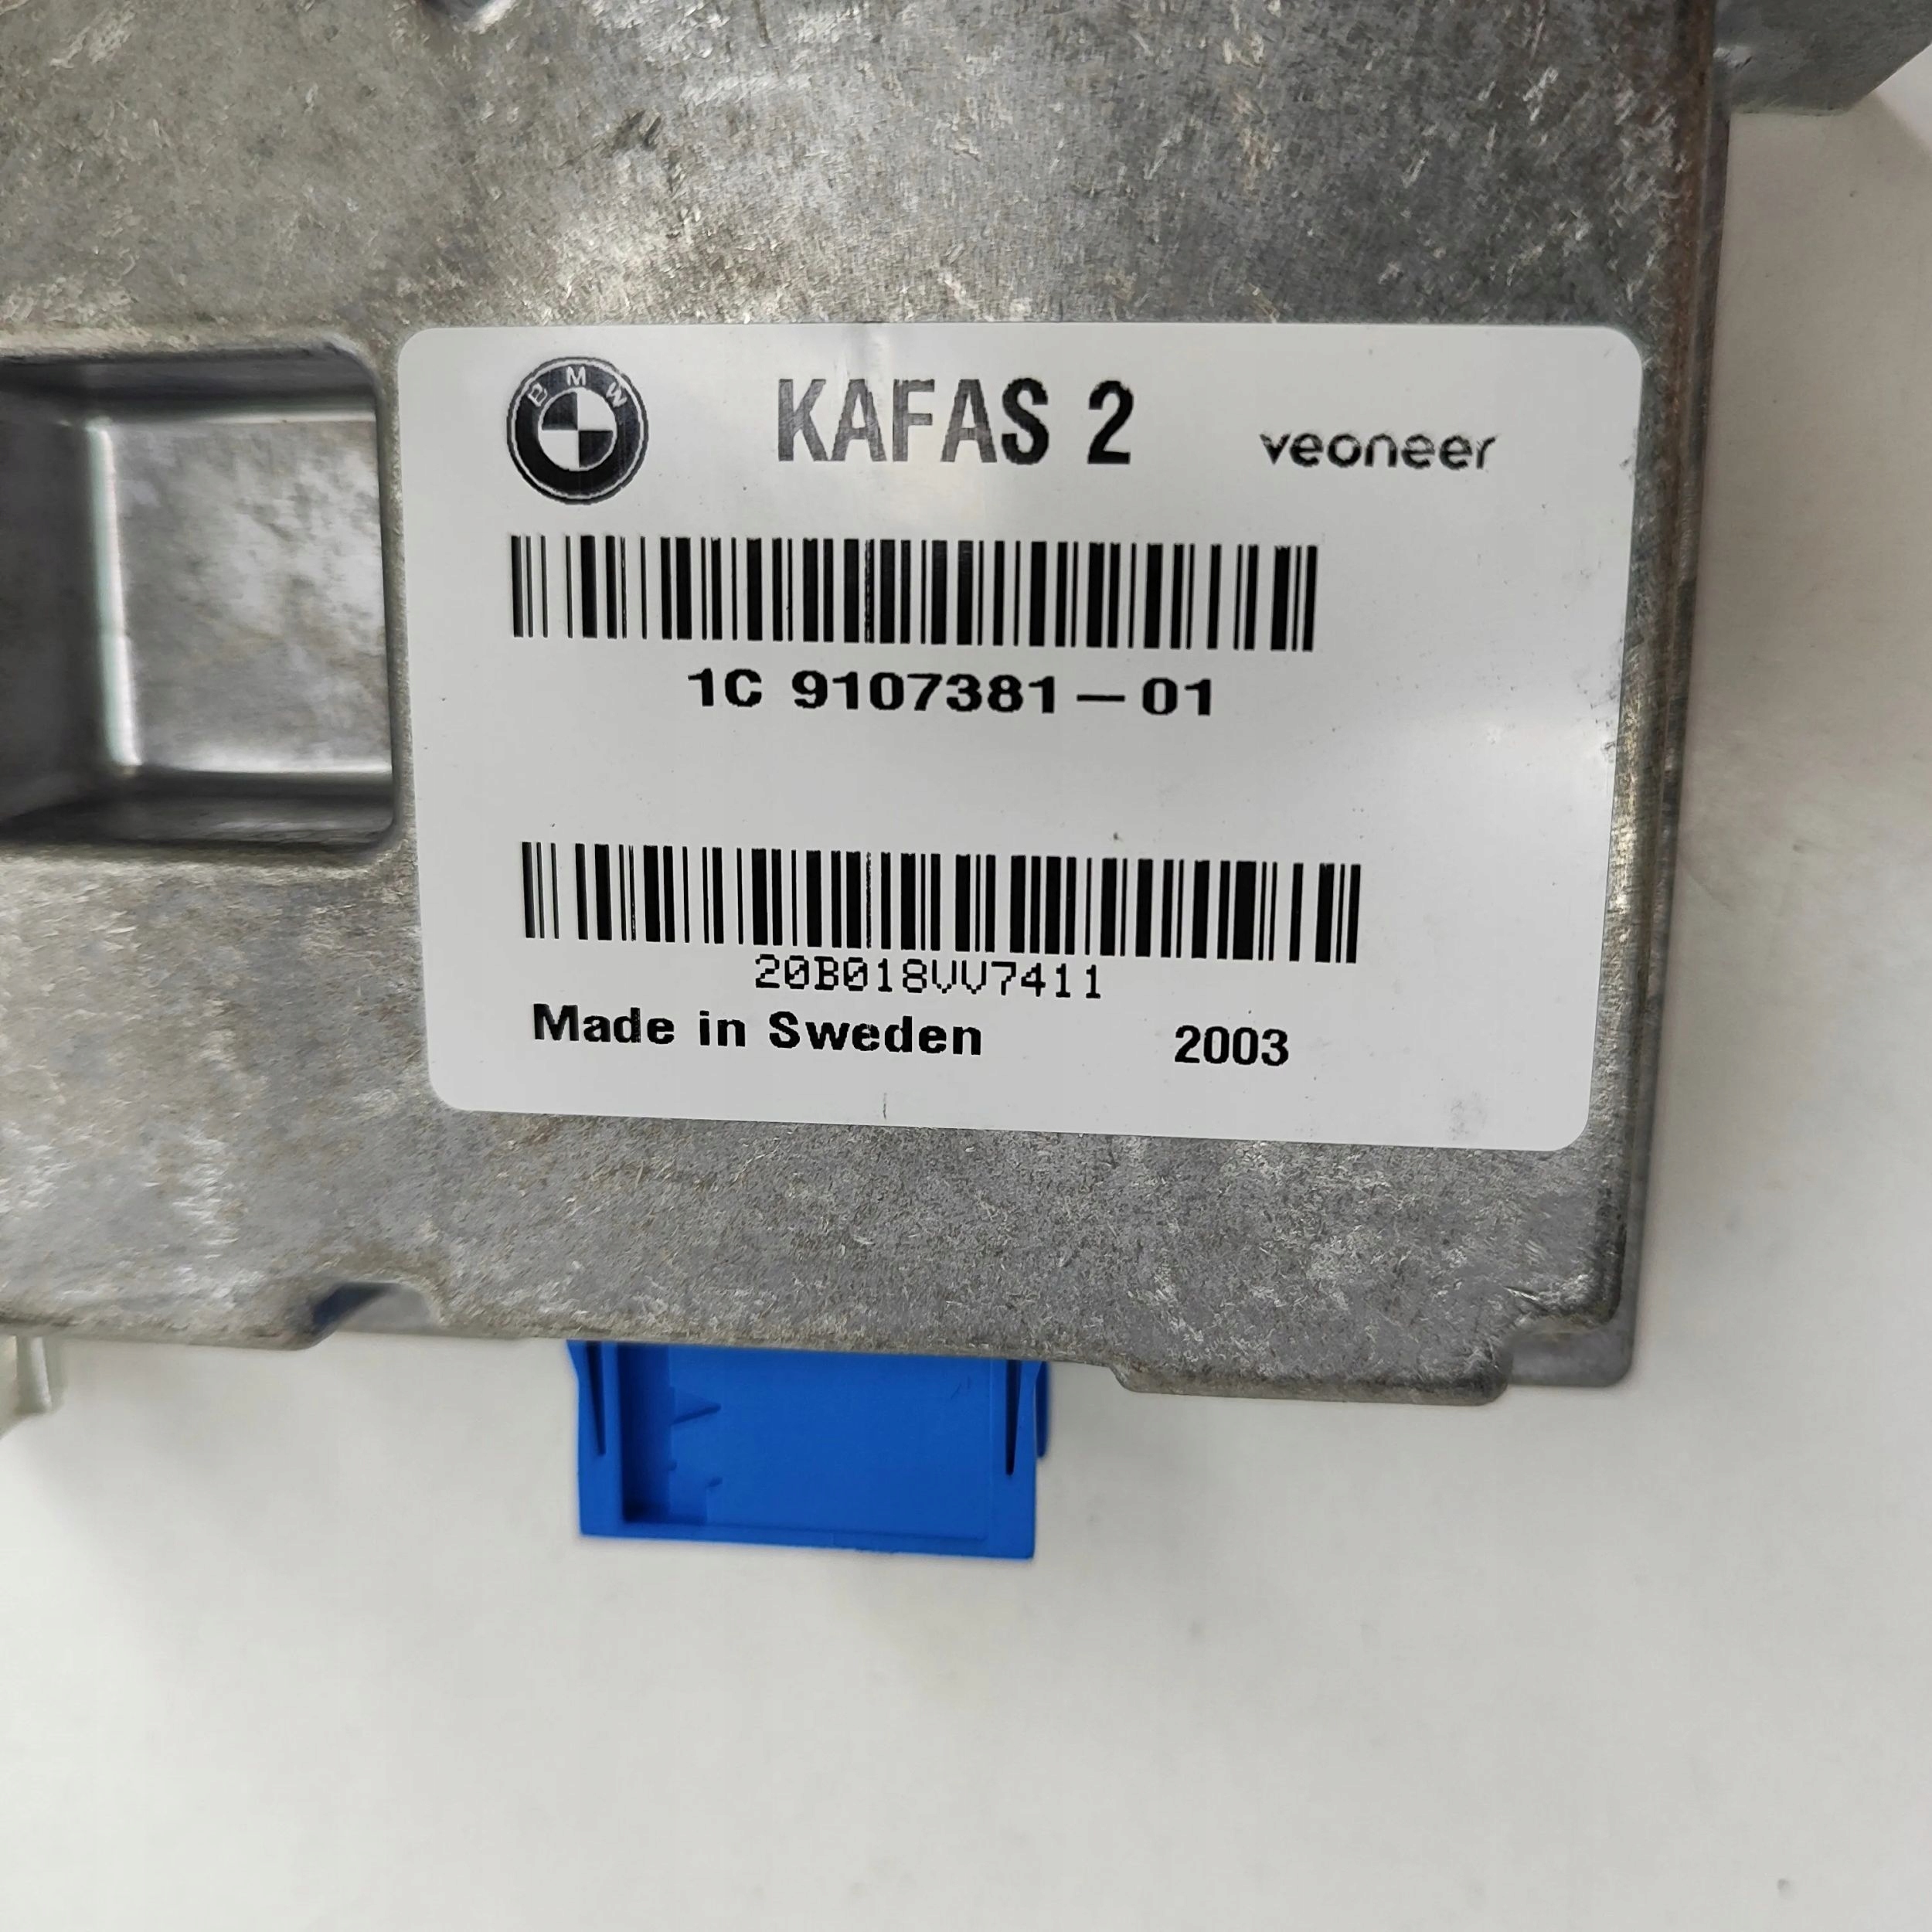 BMW KAFAS 2 veoneer
1C 9107381-01
20B018VV7411
Made in Sweden 2003